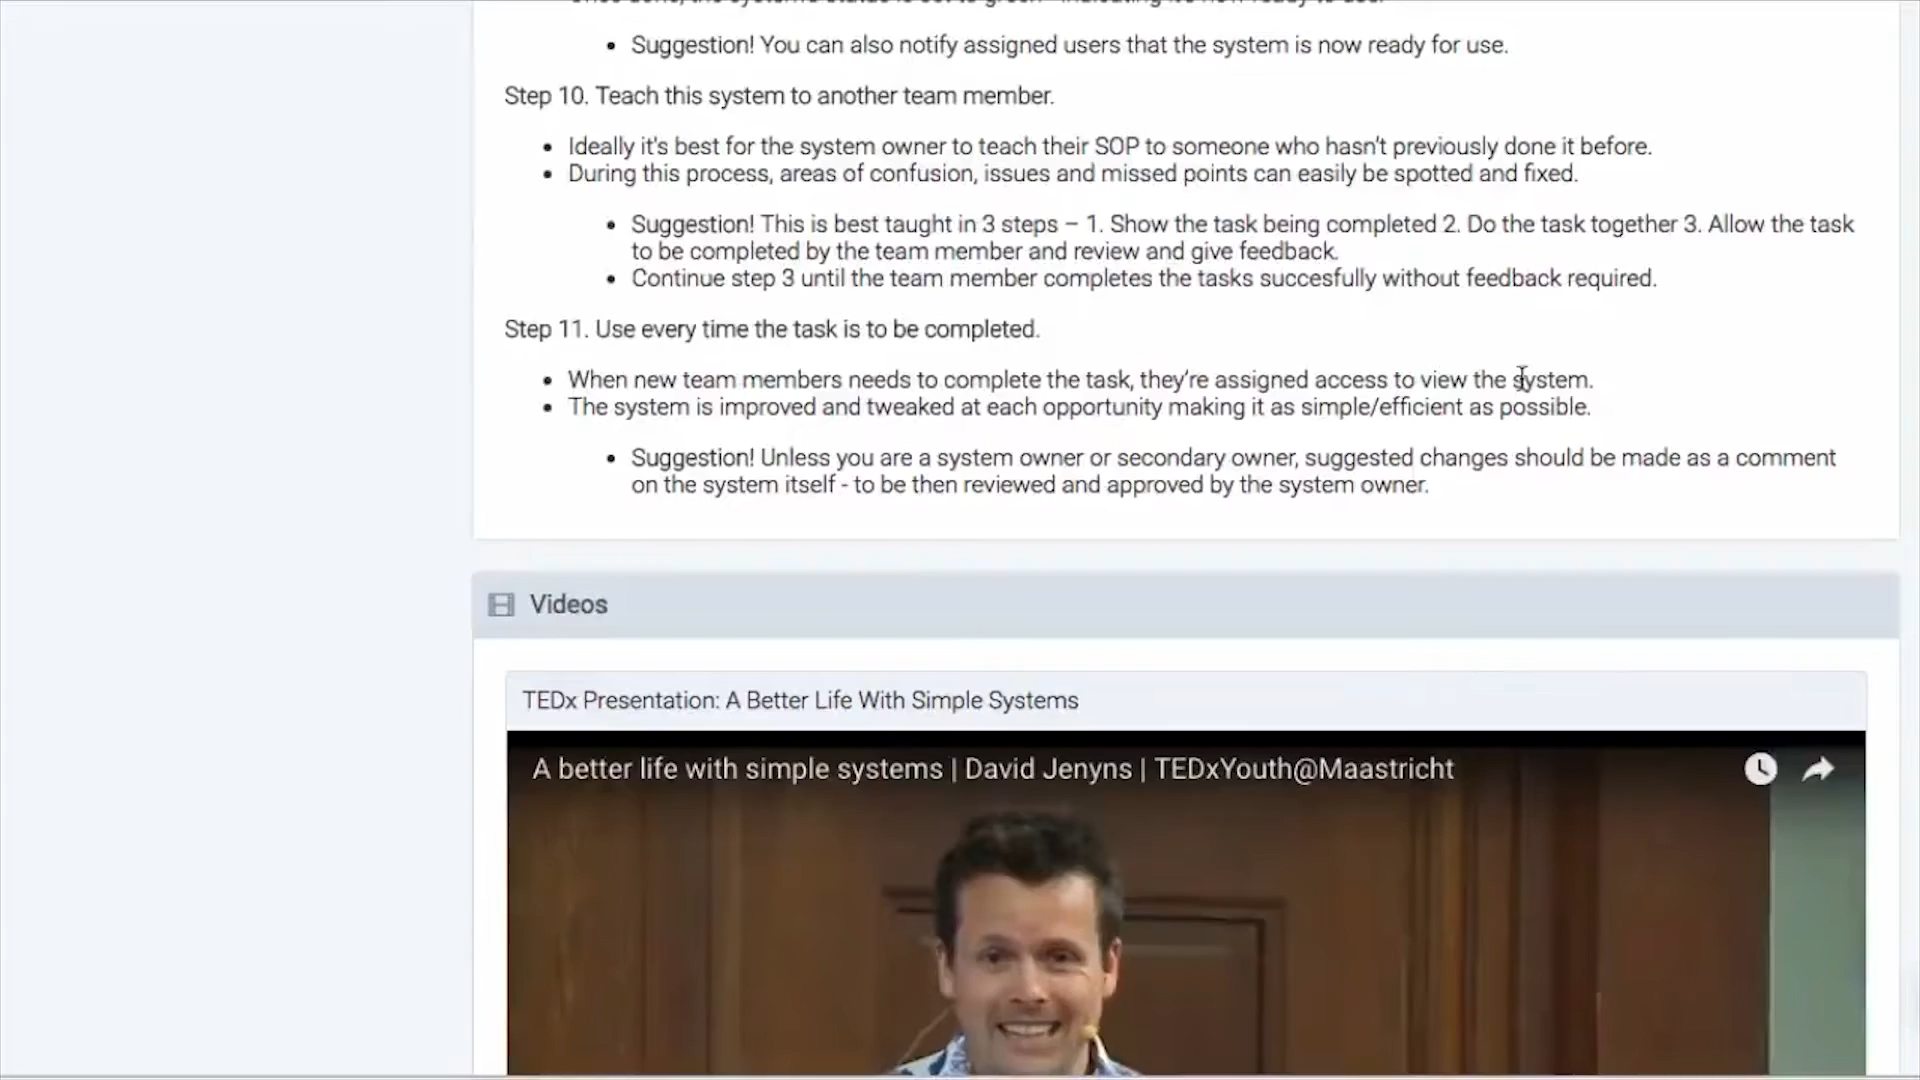 Suggestion! You can also notify assigned users that the system is now ready for use.
Step 10. Teach this system to another team member.
Ideally it's best for the system owner to teach their SOP to someone who hasn't previously done it before.
During this process, areas of confusion, issues and missed points can easily be spotted and fixed.
Suggestion! This is best taught in 3 steps – 1. Show the task being completed 2. Do the task together 3. Allow the task
to be completed by the team member and review and give feedback.
Continue step 3 until the team member completes the tasks succesfully without feedback required.
Step 11. Use every time the task is to be completed.
When new team members needs to complete the task, they're assigned access to view the system.
The system is improved and tweaked at each opportunity making it as simple/efficient as possible.
Suggestion! Unless you are a system owner or secondary owner, suggested changes should be made as a comment
on the system itself - to be then reviewed and approved by the system owner.
Videos
TEDx Presentation: A Better Life With Simple Systems
A better life with simple systems | David Jenyns | TEDxYouth@Maastricht